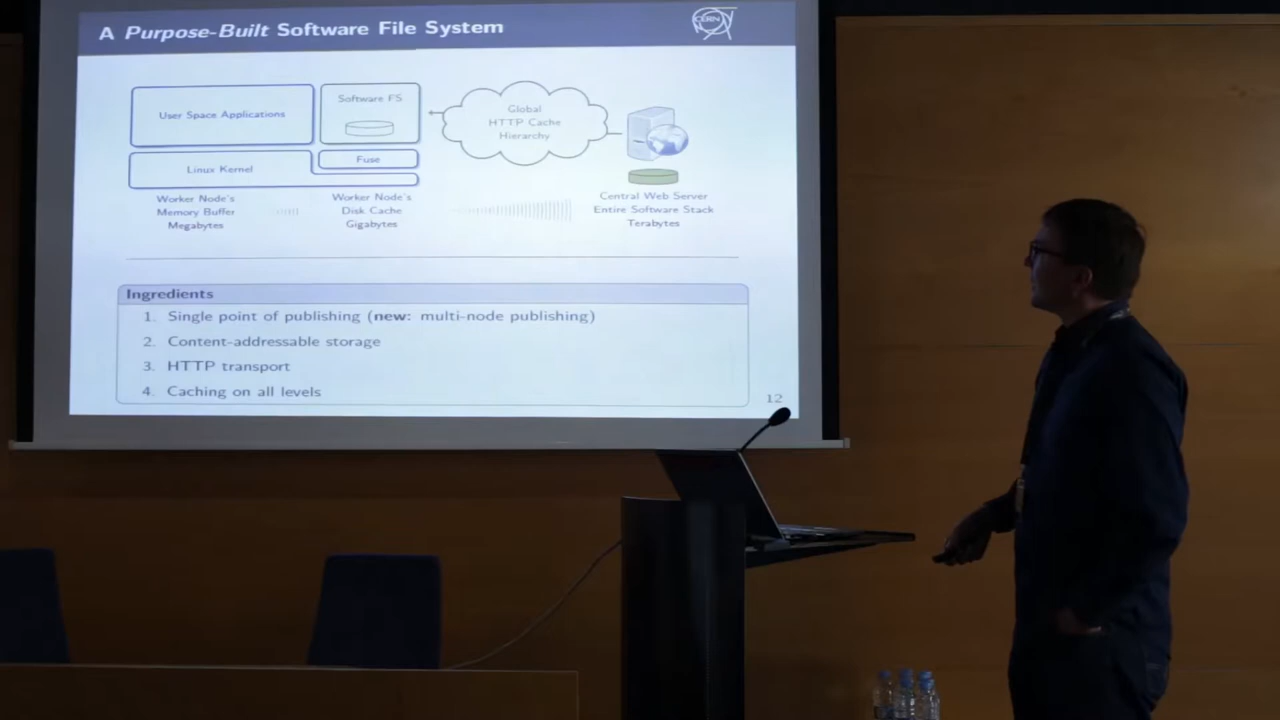 A Purpose-Built Software File System
CERN
User Space Applications
Software FS
Global
HTTP Cache
Hierarchy
Fuse
Linux Kernel
Worker Node's
Memory Buffer
Megabytes
Worker Node's
Disk Cache
Gigabytes
Central Web Server
Entire Software Stack
Terabytes
Ingredients
1. Single point of publishing (new: multi-node publishing)
2. Content-addressable storage
3. HTTP transport
4. Caching on all levels
12